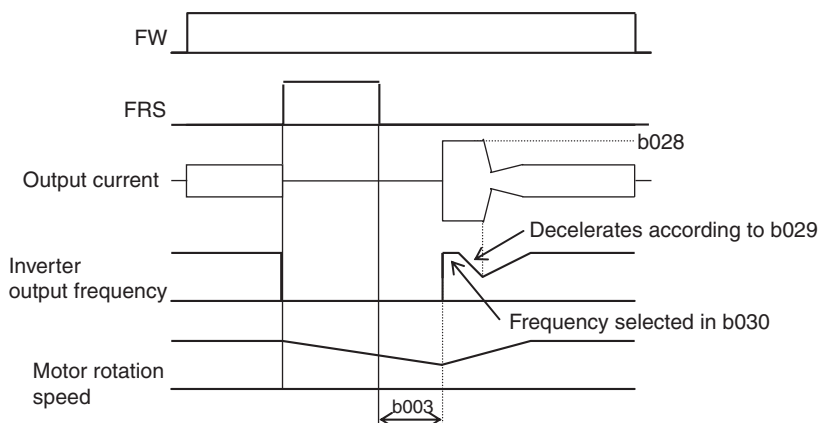 FW
FRS
b028
Output current
Decelerates according to b029
Inverter
output frequency
Frequency selected in b030
Motor rotation
speed
b003